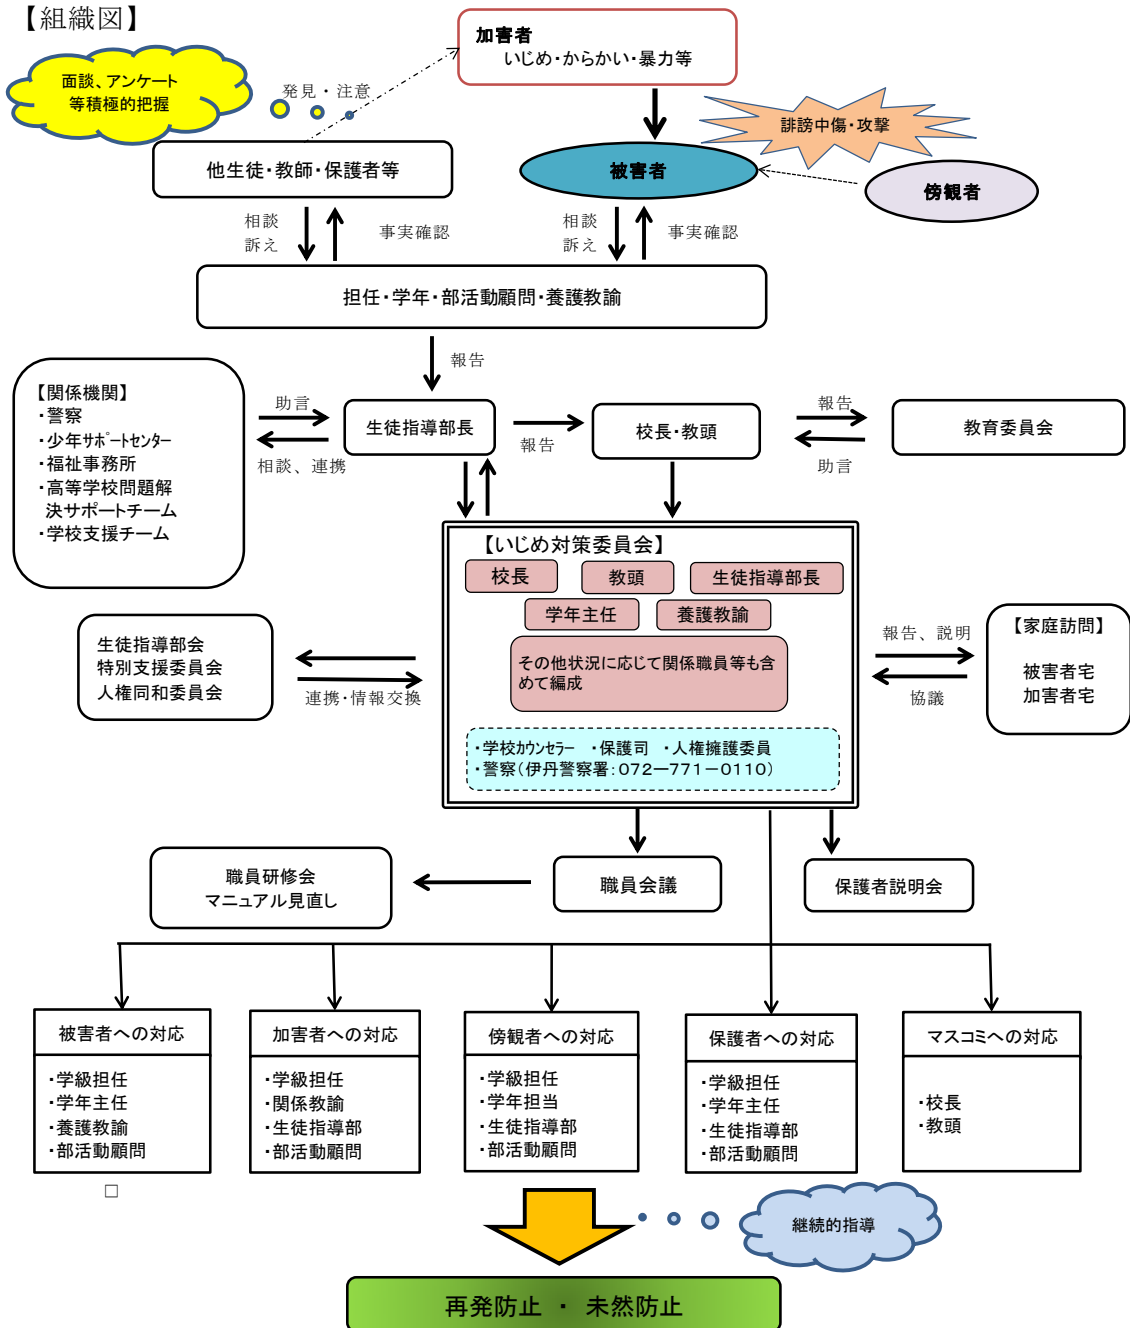 【組織図】
加害者
いじめ・からかい・暴力等
面談、アンケート
等積極的把握
発見・注意
誹謗中傷・攻撃
他生徒・教師・保護者等
被害者
傍観者
相談
訴え
事実確認
相談
訴え
事実確認
担任・学年・部活動顧問・養護教諭
報告
【関係機関】
・警察
・少年サポートセンター
・福祉事務所
・高等学校問題解
決サポートチーム
・学校支援チーム
助言
相談、連携
生徒指導部長
報告
校長・教頭
報告
助言
教育委員会
【いじめ対策委員会】
校長
教頭
生徒指導部長
学年主任
養護教諭
その他状況に応じて関係職員等も含
めて編成
・学校カウンセラー ・保護司 ・人権擁護委員
・警察（伊丹警察署：072ー771－0110）
生徒指導部会
特別支援委員会
人権同和委員会
連携・情報交換
報告、説明
協議
【家庭訪問】
被害者宅
加害者宅
職員研修会
マニュアル見直し
職員会議
保護者説明会
被害者への対応
・学級担任
・学年主任
・養護教諭
・部活動顧問
加害者への対応
・学級担任
・関係教諭
・生徒指導部
・部活動顧問
傍観者への対応
・学級担任
・学年担当
・生徒指導部
・部活動顧問
保護者への対応
・学級担任
・学年主任
・生徒指導部
・部活動顧問
マスコミへの対応
・校長
・教頭
□
継続的指導
再発防止 ・ 未然防止